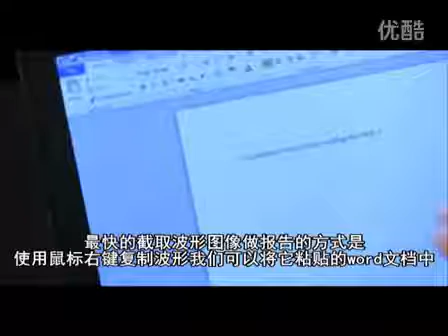 优酷
最快的截取波形图像做报告的方式是
使用鼠标右键复制波形我们可以将它粘贴的word文档中